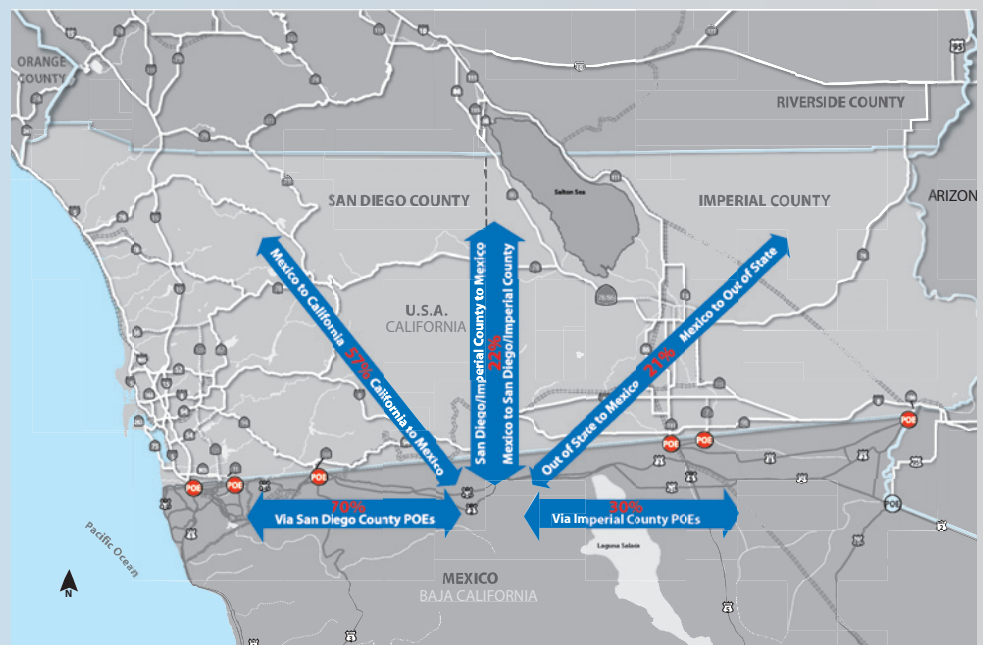 ORANGE
COUNTY
95
RIVERSIDE COUNTY
SAN DIEGO COUNTY
Salton Sea
IMPERIAL COUNTY
ARIZON
U.S.A.
CALIFORNIA
Mexico to California 57% California to Mexico
San Diego/Imperial County to Mexico
22%
Mexico to San Diego/Imperial County
Out of State to Mexico 21% Mexico to Out of State
POE
POE
POE
POE
POE
POE
POE
70%
Via San Diego County POEs
30%
Via Imperial County POEs
Pacific Ocean
Laguna Salada
N
MEXICO
BAJA CALIFORNIA